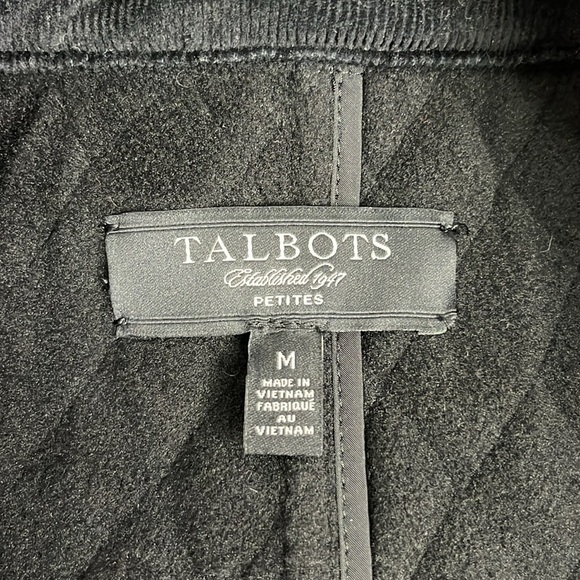 TALBOTS
Established 1947
PETITES
M
MADE IN
VIETNAM
FABRIQUÉ
AU
VIETNAM